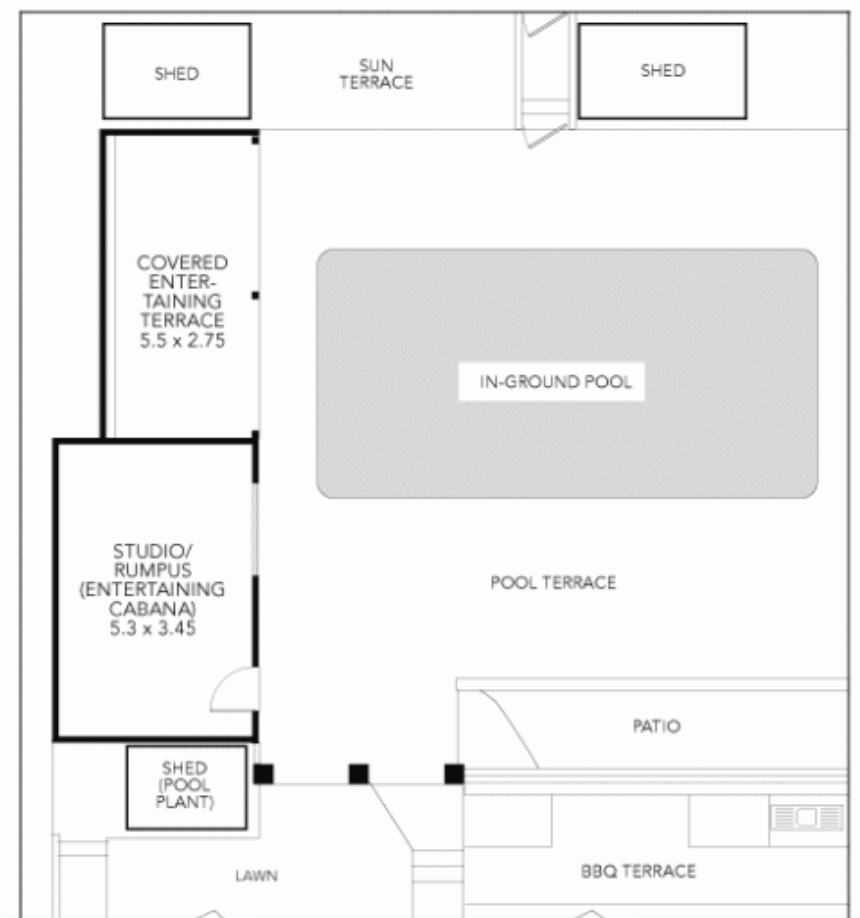 SHED
SUN
TERRACE
SHED
COVERED
ENTER-
TAINING
TERRACE
5.5 x 2.75
IN-GROUND POOL
STUDIO/
RUMPUS
(ENTERTAINING
CABANA)
5.3 x 3.45
POOL TERRACE
PATIO
SHED
(POOL
PLANT)
LAWN
BBQ TERRACE